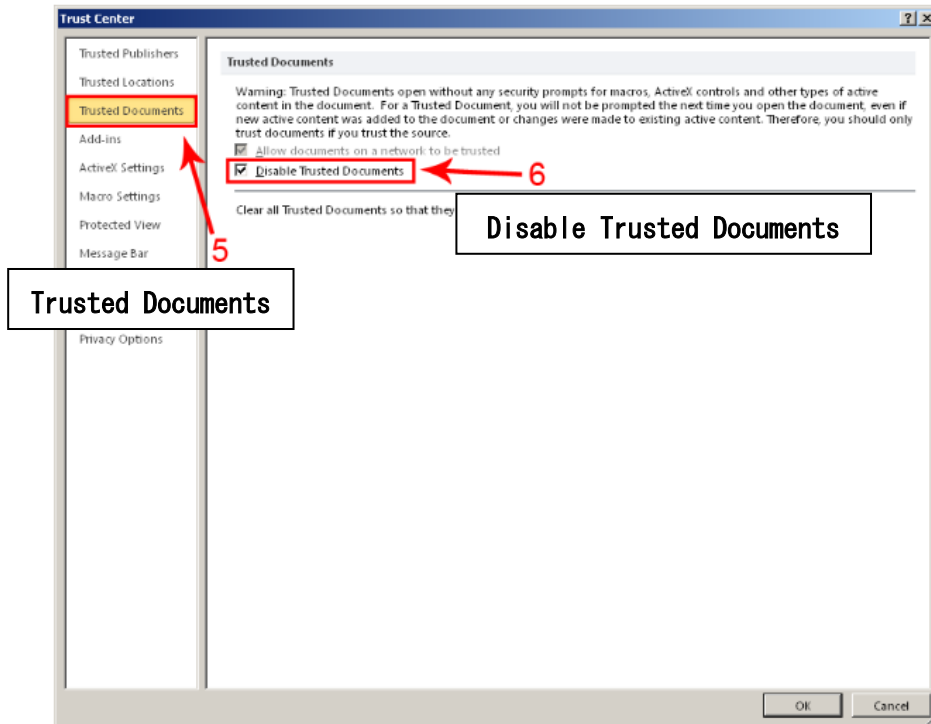 Trust Center
Trusted Publishers
Trusted Locations
Trusted Documents
Add-ins
ActiveX Settings
Macro Settings
Protected View
Message Bar
Privacy Options
Trusted Documents
Warning: Trusted Documents open without any security prompts for macros, ActiveX controls and other types of active
content in the document. For a Trusted Document, you will not be prompted the next time you open the document, even if
new active content was added to the document or changes were made to existing active content. Therefore, you should only
trust documents if you trust the source.
Allow documents on a network to be trusted
Disable Trusted Documents
6
Clear all Trusted Documents so that they
Disable Trusted Documents
5
Trusted Documents
OK
Cancel